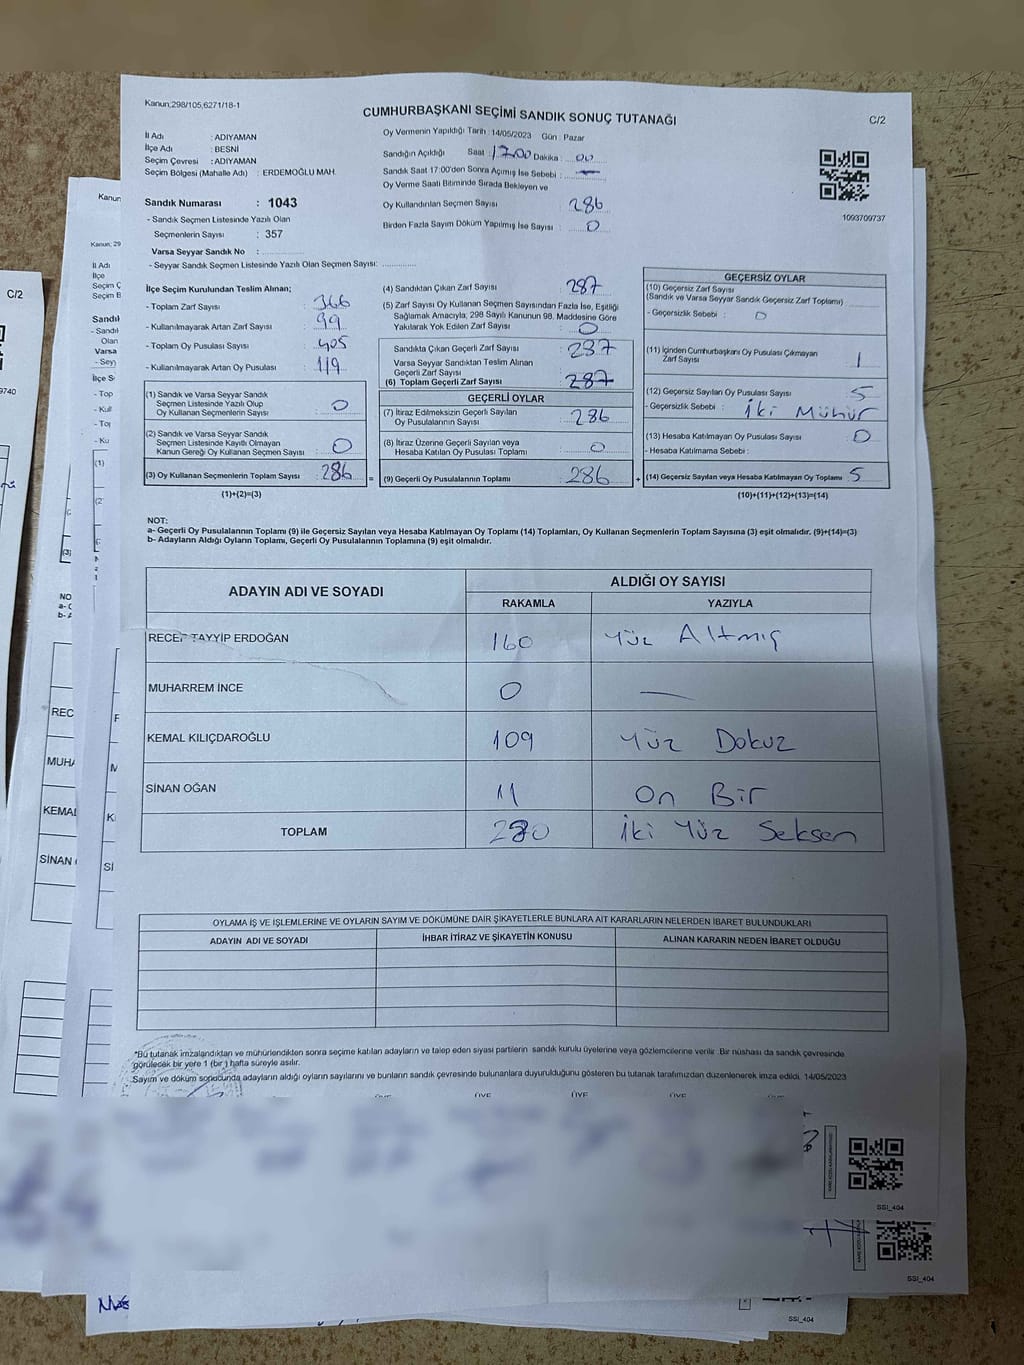 Kanun;298/105,6271/18-1
CUMHURBAŞKANI SEÇİMİ SANDIK SONUÇ TUTANAĞI
C/2
İl Adı : ADIYAMAN
İlçe Adı : BESNİ
Seçim Çevresi : ADIYAMAN
Seçim Bölgesi (Mahalle Adı) : ERDEMOĞLU MAH.
Oy Vermenin Yapıldığı Tarih : 14/05/2023 Gün : Pazar
Sandığın Açıldığı Saat : 1700 Dakika : 00
Sandık Saat 17:00'den Sonra Açımış İse Sebebi : —
Oy Verme Saati Bitiminde Sırada Bekleyen ve
Oy Kullandırılan Seçmen Sayısı 286
Birden Fazla Sayım Döküm Yapılmış İse Sayısı : 0
1093709737
Sandık Numarası : 1043
- Sandık Seçmen Listesinde Yazılı Olan
Seçmenlerin Sayısı : 357
Varsa Seyyar Sandık No :
- Seyyar Sandık Seçmen Listesinde Yazılı Olan Seçmen Sayısı:
İlçe Seçim Kurulundan Teslim Alınan;
- Toplam Zarf Sayısı : 366
- Kullanılmayarak Artan Zarf Sayısı : 99
- Toplam Oy Pusulası Sayısı : 405
- Kullanılmayarak Artan Oy Pusulası : 119
(1) Sandık ve Varsa Seyyar Sandık
Seçmen Listesinde Yazılı Olup
Oy Kullanan Seçmenlerin Sayısı : 0
(2) Sandık ve Varsa Seyyar Sandık
Seçmen Listesinde Kayıtlı Olmayan
Kanun Gereği Oy Kullanan Seçmen Sayısı : 0
(3) Oy Kullanan Seçmenlerin Toplam Sayısı : 286
(1)+(2)=(3)
(4) Sandıktan Çıkan Zarf Sayısı : 287
(5) Zarf Sayısı Oy Kullanan Seçmen Sayısından Fazla İse, Eşitliği
Sağlamak Amacıyla; 298 Sayılı Kanunun 98. Maddesine Göre
Yakılarak Yok Edilen Zarf Sayısı : 0
Sandıkta Çıkan Geçerli Zarf Sayısı : 287
Varsa Seyyar Sandıktan Teslim Alınan
Geçerli Zarf Sayısı :
(6) Toplam Geçerli Zarf Sayısı : 287
GEÇERLİ OYLAR
(7) İtiraz Edilmeksizin Geçerli Sayılan
Oy Pusulalarının Sayısı : 286
(8) İtiraz Üzerine Geçerli Sayılan veya
Hesaba Katılan Oy Pusulası Toplamı : 0
= (9) Geçerli Oy Pusulalarının Toplamı : 286 +
GEÇERSİZ OYLAR
(10) Geçersiz Zarf Sayısı
(Sandık ve Varsa Seyyar Sandık Geçersiz Zarf Toplamı)
- Geçersizlik Sebebi : 0
(11) İçinden Cumhurbaşkanı Oy Pusulası Çıkmayan
Zarf Sayısı : 1
(12) Geçersiz Sayılan Oy Pusulası Sayısı : 5
- Geçersizlik Sebebi : İki Mühür
(13) Hesaba Katılmayan Oy Pusulası Sayısı : 0
- Hesaba Katılmama Sebebi :
(14) Geçersiz Sayılan veya Hesaba Katılmayan Oy Toplamı : 5
(10)+(11)+(12)+(13)=(14)
NOT:
a- Geçerli Oy Pusulalarının Toplamı (9) ile Geçersiz Sayılan veya Hesaba Katılmayan Oy Toplamı (14) Toplamları, Oy Kullanan Seçmenlerin Toplam Sayısına (3) eşit olmalıdır. (9)+(14)=(3)
b- Adayların Aldığı Oyların Toplamı, Geçerli Oy Pusulalarının Toplamına (9) eşit olmalıdır.
ADAYIN ADI VE SOYADI
ALDIĞI OY SAYISI
RAKAMLA YAZIYLA
RECEP TAYYİP ERDOĞAN 160 Yüz Altmış
MUHARREM İNCE 0 —
KEMAL KILIÇDAROĞLU 109 Yüz Dokuz
SİNAN OĞAN 11 On Bir
TOPLAM 280 İki Yüz Seksen
OYLAMA İŞ VE İŞLEMLERİNE VE OYLARIN SAYIM VE DÖKÜMÜNE DAİR ŞİKAYETLERLE BUNLARA AİT KARARLARIN NELERDEN İBARET BULUNDUKLARI
ADAYIN ADI VE SOYADI İHBAR İTİRAZ VE ŞİKAYETİN KONUSU ALINAN KARARIN NEDEN İBARET OLDUĞU
*Bu tutanak imzalandıktan ve mühürlendikten sonra seçime katılan adayların ve talep eden siyasi partilerin sandık kurulu üyelerine veya gözlemcilerine verilir. Bir nüshası da sandık çevresinde
görülecek bir yere 1 (bir ) hafta süreyle asılır.
Sayım ve döküm sonucunda adayların aldığı oyların sayılarını ve bunların sandık çevresinde bulunanlara duyurulduğunu gösteren bu tutanak tarafımızdan düzenlenerek imza edildi. 14/05/2023
ÜYE ÜYE ÜYE
SSI_404
SSI_404
SSI_404
C/2
9740